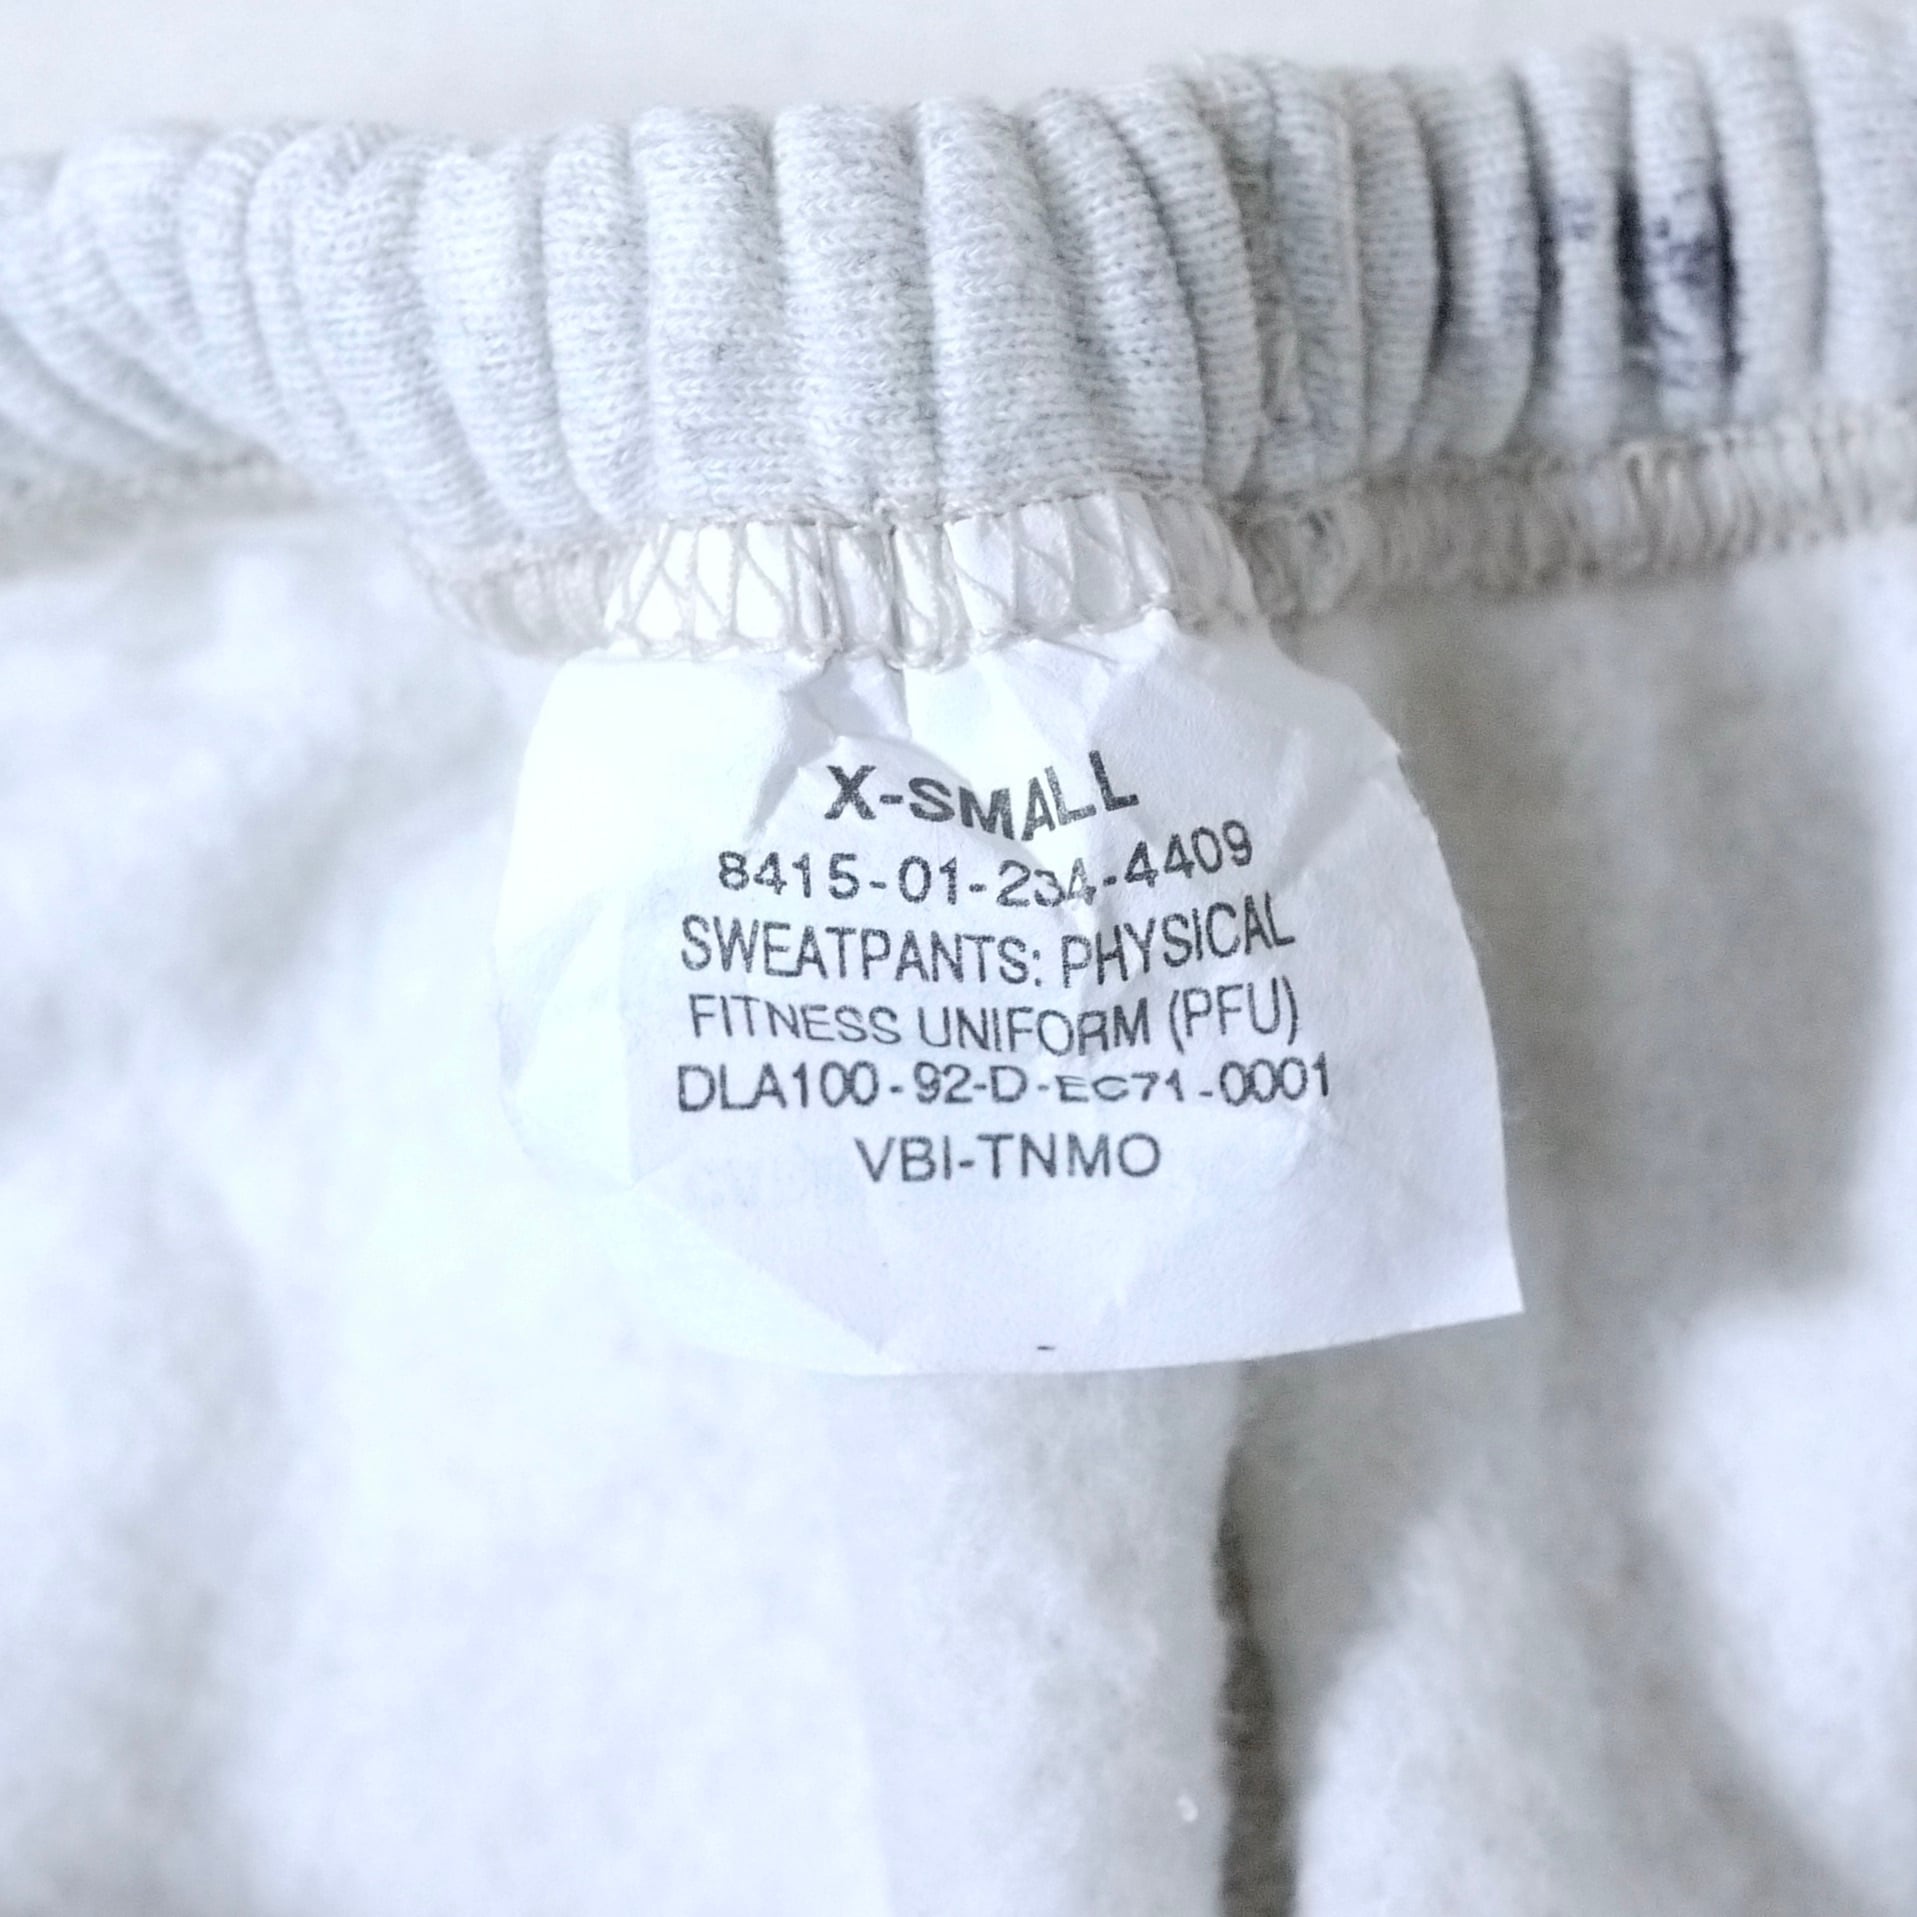 X-SMALL
8415-01-234-4409
SWEATPANTS: PHYSICAL
FITNESS UNIFORM (PFU)
DLA100-92-D-EC71-0001
VBI-TNMO